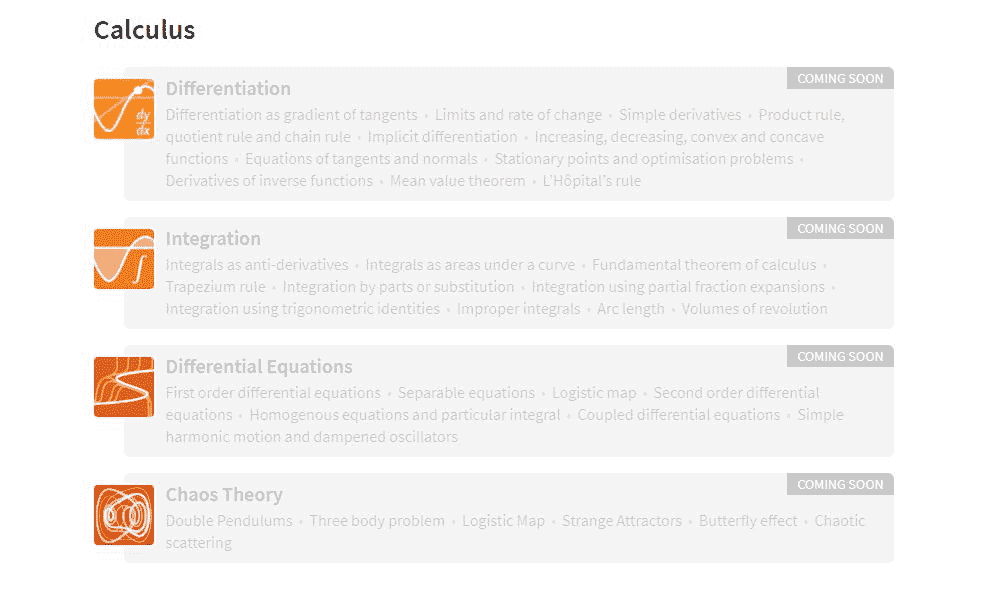 Calculus
COMING SOON
Differentiation
Differentiation as gradient of tangents • Limits and rate of change • Simple derivatives • Product rule,
quotient rule and chain rule • Implicit differentiation • Increasing, decreasing, convex and concave
functions • Equations of tangents and normals • Stationary points and optimisation problems •
Derivatives of inverse functions • Mean value theorem • L'Hôpital's rule
dy
dx
COMING SOON
Integration
Integrals as anti-derivatives • Integrals as areas under a curve • Fundamental theorem of calculus •
Trapezium rule • Integration by parts or substitution • Integration using partial fraction expansions •
Integration using trigonometric identities • Improper integrals • Arc length • Volumes of revolution
∫
COMING SOON
Differential Equations
First order differential equations • Separable equations • Logistic map • Second order differential
equations • Homogenous equations and particular integral • Coupled differential equations • Simple
harmonic motion and dampened oscillators
COMING SOON
Chaos Theory
Double Pendulums • Three body problem • Logistic Map • Strange Attractors • Butterfly effect • Chaotic
scattering